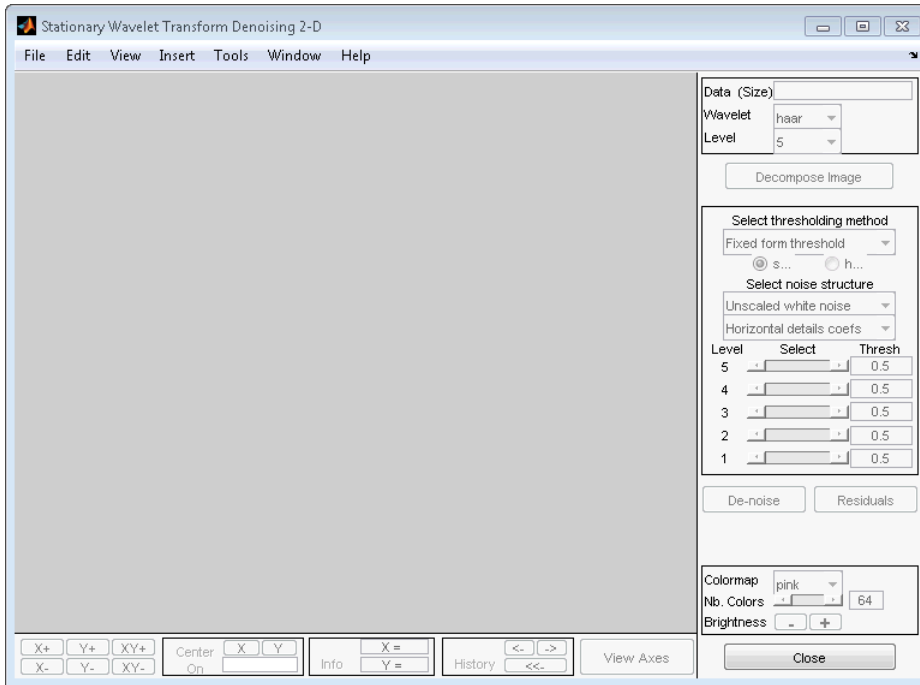 Stationary Wavelet Transform Denoising 2-D
File Edit View Insert Tools Window Help
Data (Size)
Wavelet haar
Level 5
Decompose Image
Select thresholding method
Fixed form threshold
s... h...
Select noise structure
Unscaled white noise
Horizontal details coefs
Level Select Thresh
5 0.5
4 0.5
3 0.5
2 0.5
1 0.5
De-noise Residuals
Colormap pink
Nb. Colors 64
Brightness - +
X+ Y+ XY+ Center X Y X = <- -> View Axes Close
X- Y- XY- On Info Y = History <<-